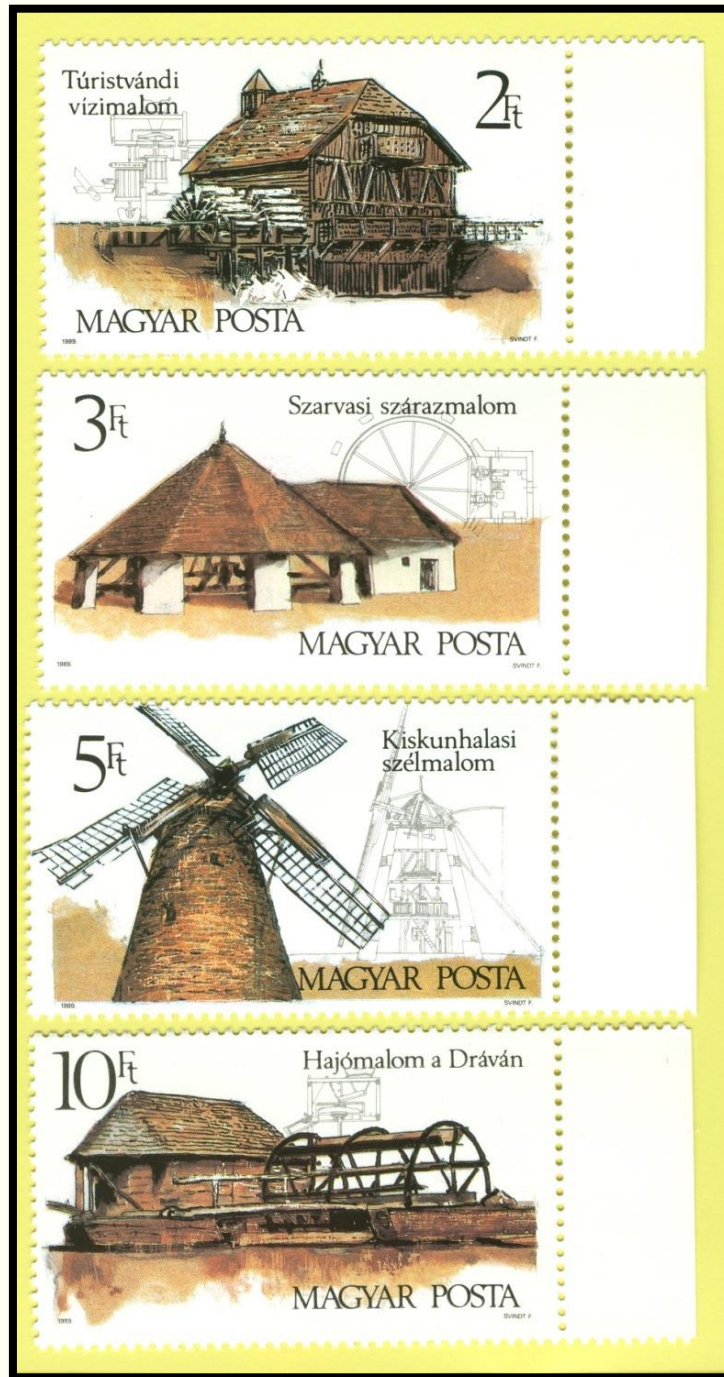 Túristvándi
vízimalom
2Ft
MAGYAR POSTA
1989.
SVINDT F.
3Ft
Szarvasi szárazmalom
MAGYAR POSTA
1989.
SVINDT F.
5Ft
Kiskunhalasi
szélmalom
MAGYAR POSTA
1989.
SVINDT F.
10Ft
Hajómalom a Dráván
MAGYAR POSTA
1989.
SVINDT F.